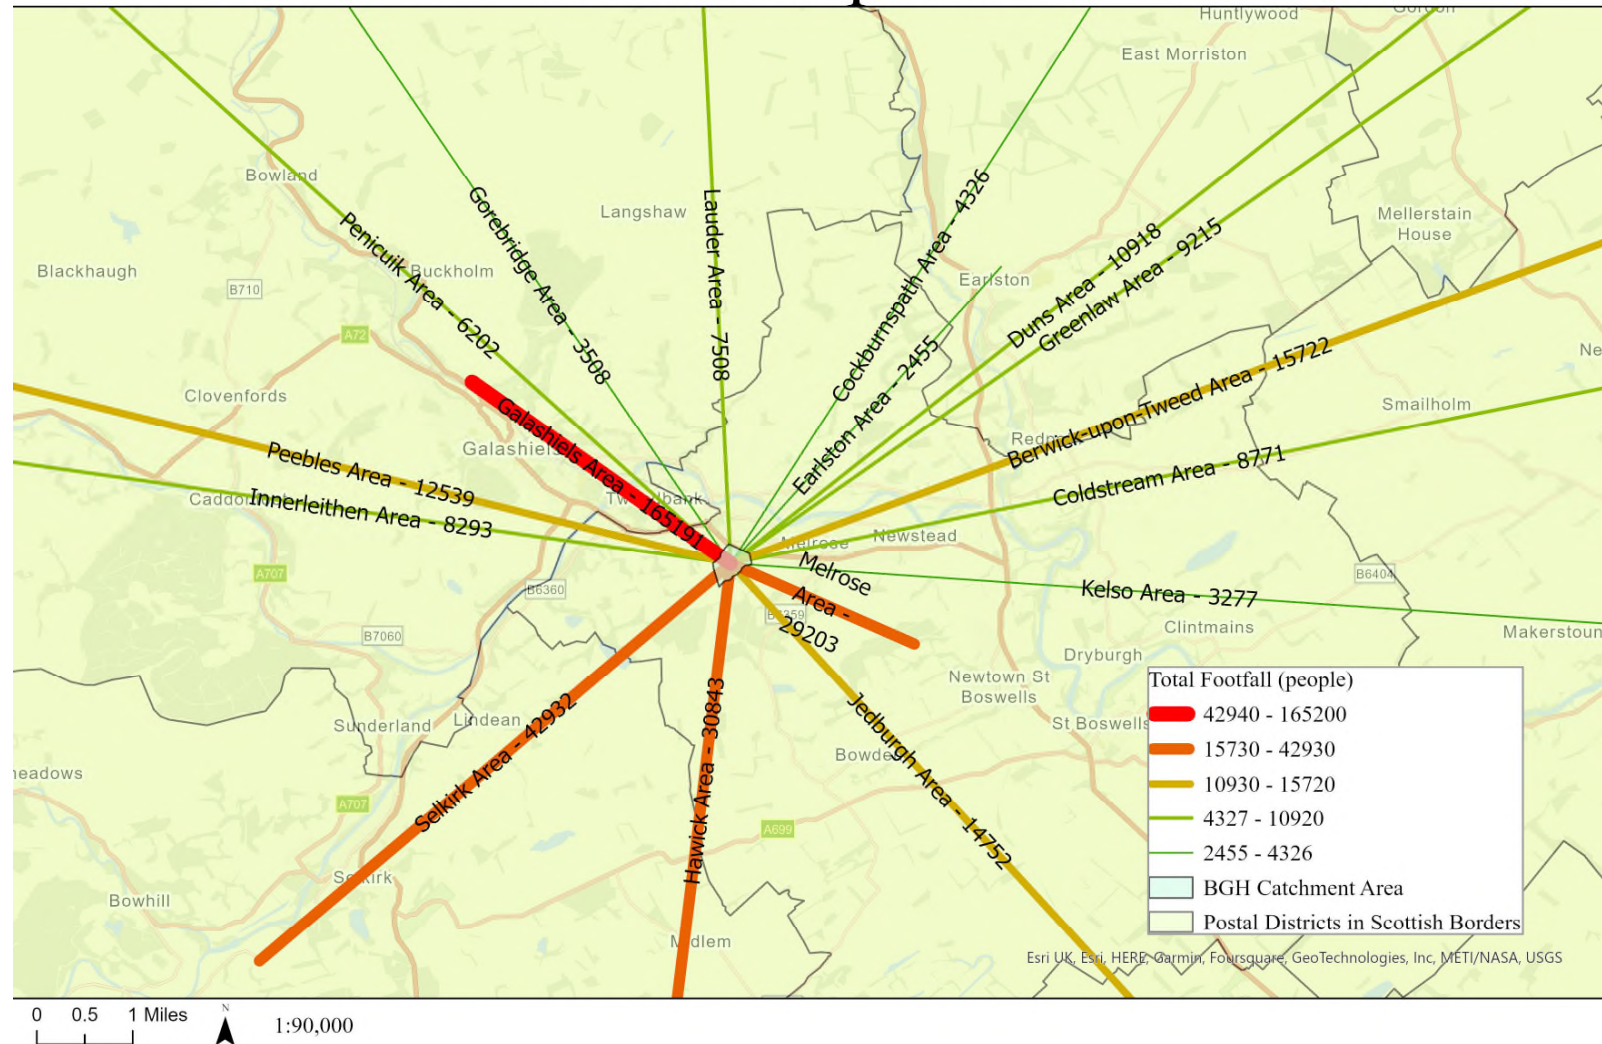 Huntlywood
Gordon
East Morriston
Bowland
Langshaw
Mellerstain
House
Blackhaugh
Buckholm
Earlston
B710
A72
Penicuik Area - 6202
Gorebridge Area - 3508
Lauder Area - 7508
Cockburnspath Area - 4326
Earlston Area - 2455
Duns Area - 10918
Greenlaw Area - 9215
Berwick-upon-Tweed Area - 15722
Coldstream Area - 8771
Clovenfords
Smailholm
Galashiels
Galashiels Area - 165191
Peebles Area - 12539
Innerleithen Area - 8293
Melrose
Newstead
Melrose
Area -
29203
Kelso Area - 3277
A707
B6360
B6404
B7060
Clintmains
Makerstoun
Dryburgh
Newtown St
Boswells
St Boswells
Sunderland
Lindean
Selkirk Area - 42932
Hawick Area - 30843
Jedburgh Area - 14752
A707
A699
Selkirk
Bowhill
Midlem
Total Footfall (people)
42940 - 165200
15730 - 42930
10930 - 15720
4327 - 10920
2455 - 4326
BGH Catchment Area
Postal Districts in Scottish Borders
Esri UK, Esri, HERE, Garmin, Foursquare, GeoTechnologies, Inc, METI/NASA, USGS
0 0.5 1 Miles
N
1:90,000